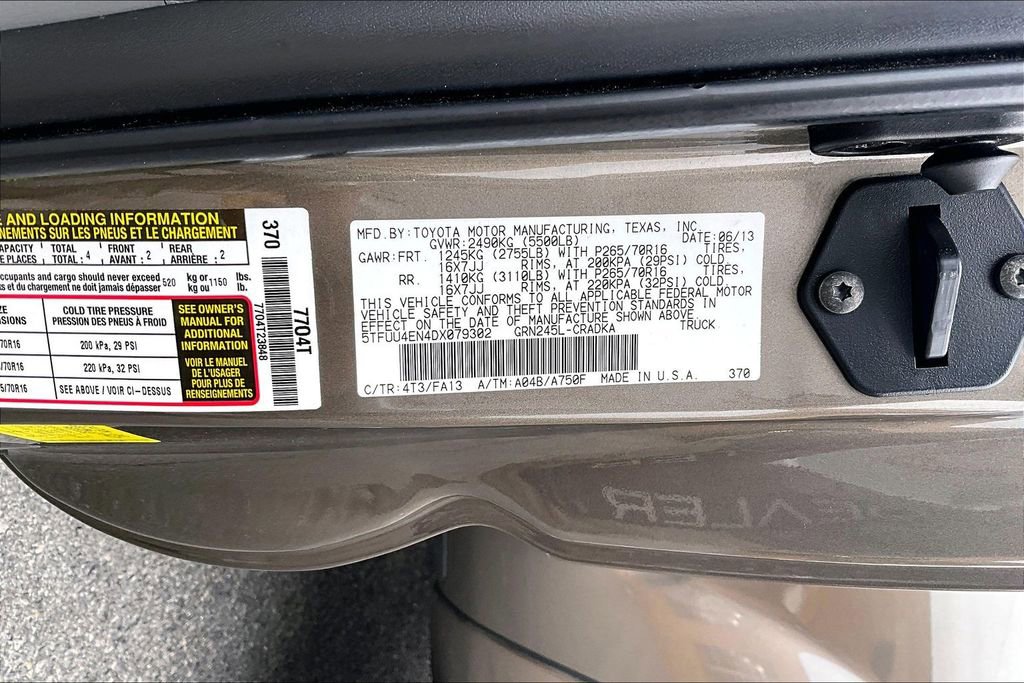 E AND LOADING INFORMATION
NEMENTS SUR LES PNEUS ET LE CHARGEMENT
CAPACITY TOTAL FRONT REAR
E PLACES TOTAL : 4 AVANT : 2 ARRIÈRE : 2
occupants and cargo should never exceed 520 kg or 1150 lbs.
s et du chargement ne doit jamais dépasser kg ou lb.
ZE COLD TIRE PRESSURE
NSIONS PRESSION DES PNEUS À FROID
70R16 200 kPa, 29 PSI
/70R16 220 kPa, 32 PSI
5/70R16 SEE ABOVE / VOIR CI-DESSUS
SEE OWNER'S
MANUAL FOR
ADDITIONAL
INFORMATION
VOIR LE MANUEL
DE L'USAGER
POUR PLUS DE
RENSEIGNEMENTS
370
7704T123848
7704T
MFD.BY: TOYOTA MOTOR MANUFACTURING, TEXAS, INC.
GVWR: 2490KG (5500LB) DATE: 06/13
GAWR: FRT. 1245KG (2755LB) WITH P265/70R16 TIRES,
16X7JJ RIMS, AT 200KPA (29PSI) COLD
RR. 1410KG (3110LB) WITH P265/70R16 TIRES,
16X7JJ RIMS, AT 220KPA (32PSI) COLD
THIS VEHICLE CONFORMS TO ALL APPLICABLE FEDERAL MOTOR
VEHICLE SAFETY AND THEFT PREVENTION STANDARDS IN
EFFECT ON THE DATE OF MANUFACTURE SHOWN ABOVE
5TFUU4EN4DX079302 GRN245L-CRADKA TRUCK
C/TR: 4T3/FA13 A/TM: A04B/A750F MADE IN U.S.A. 370